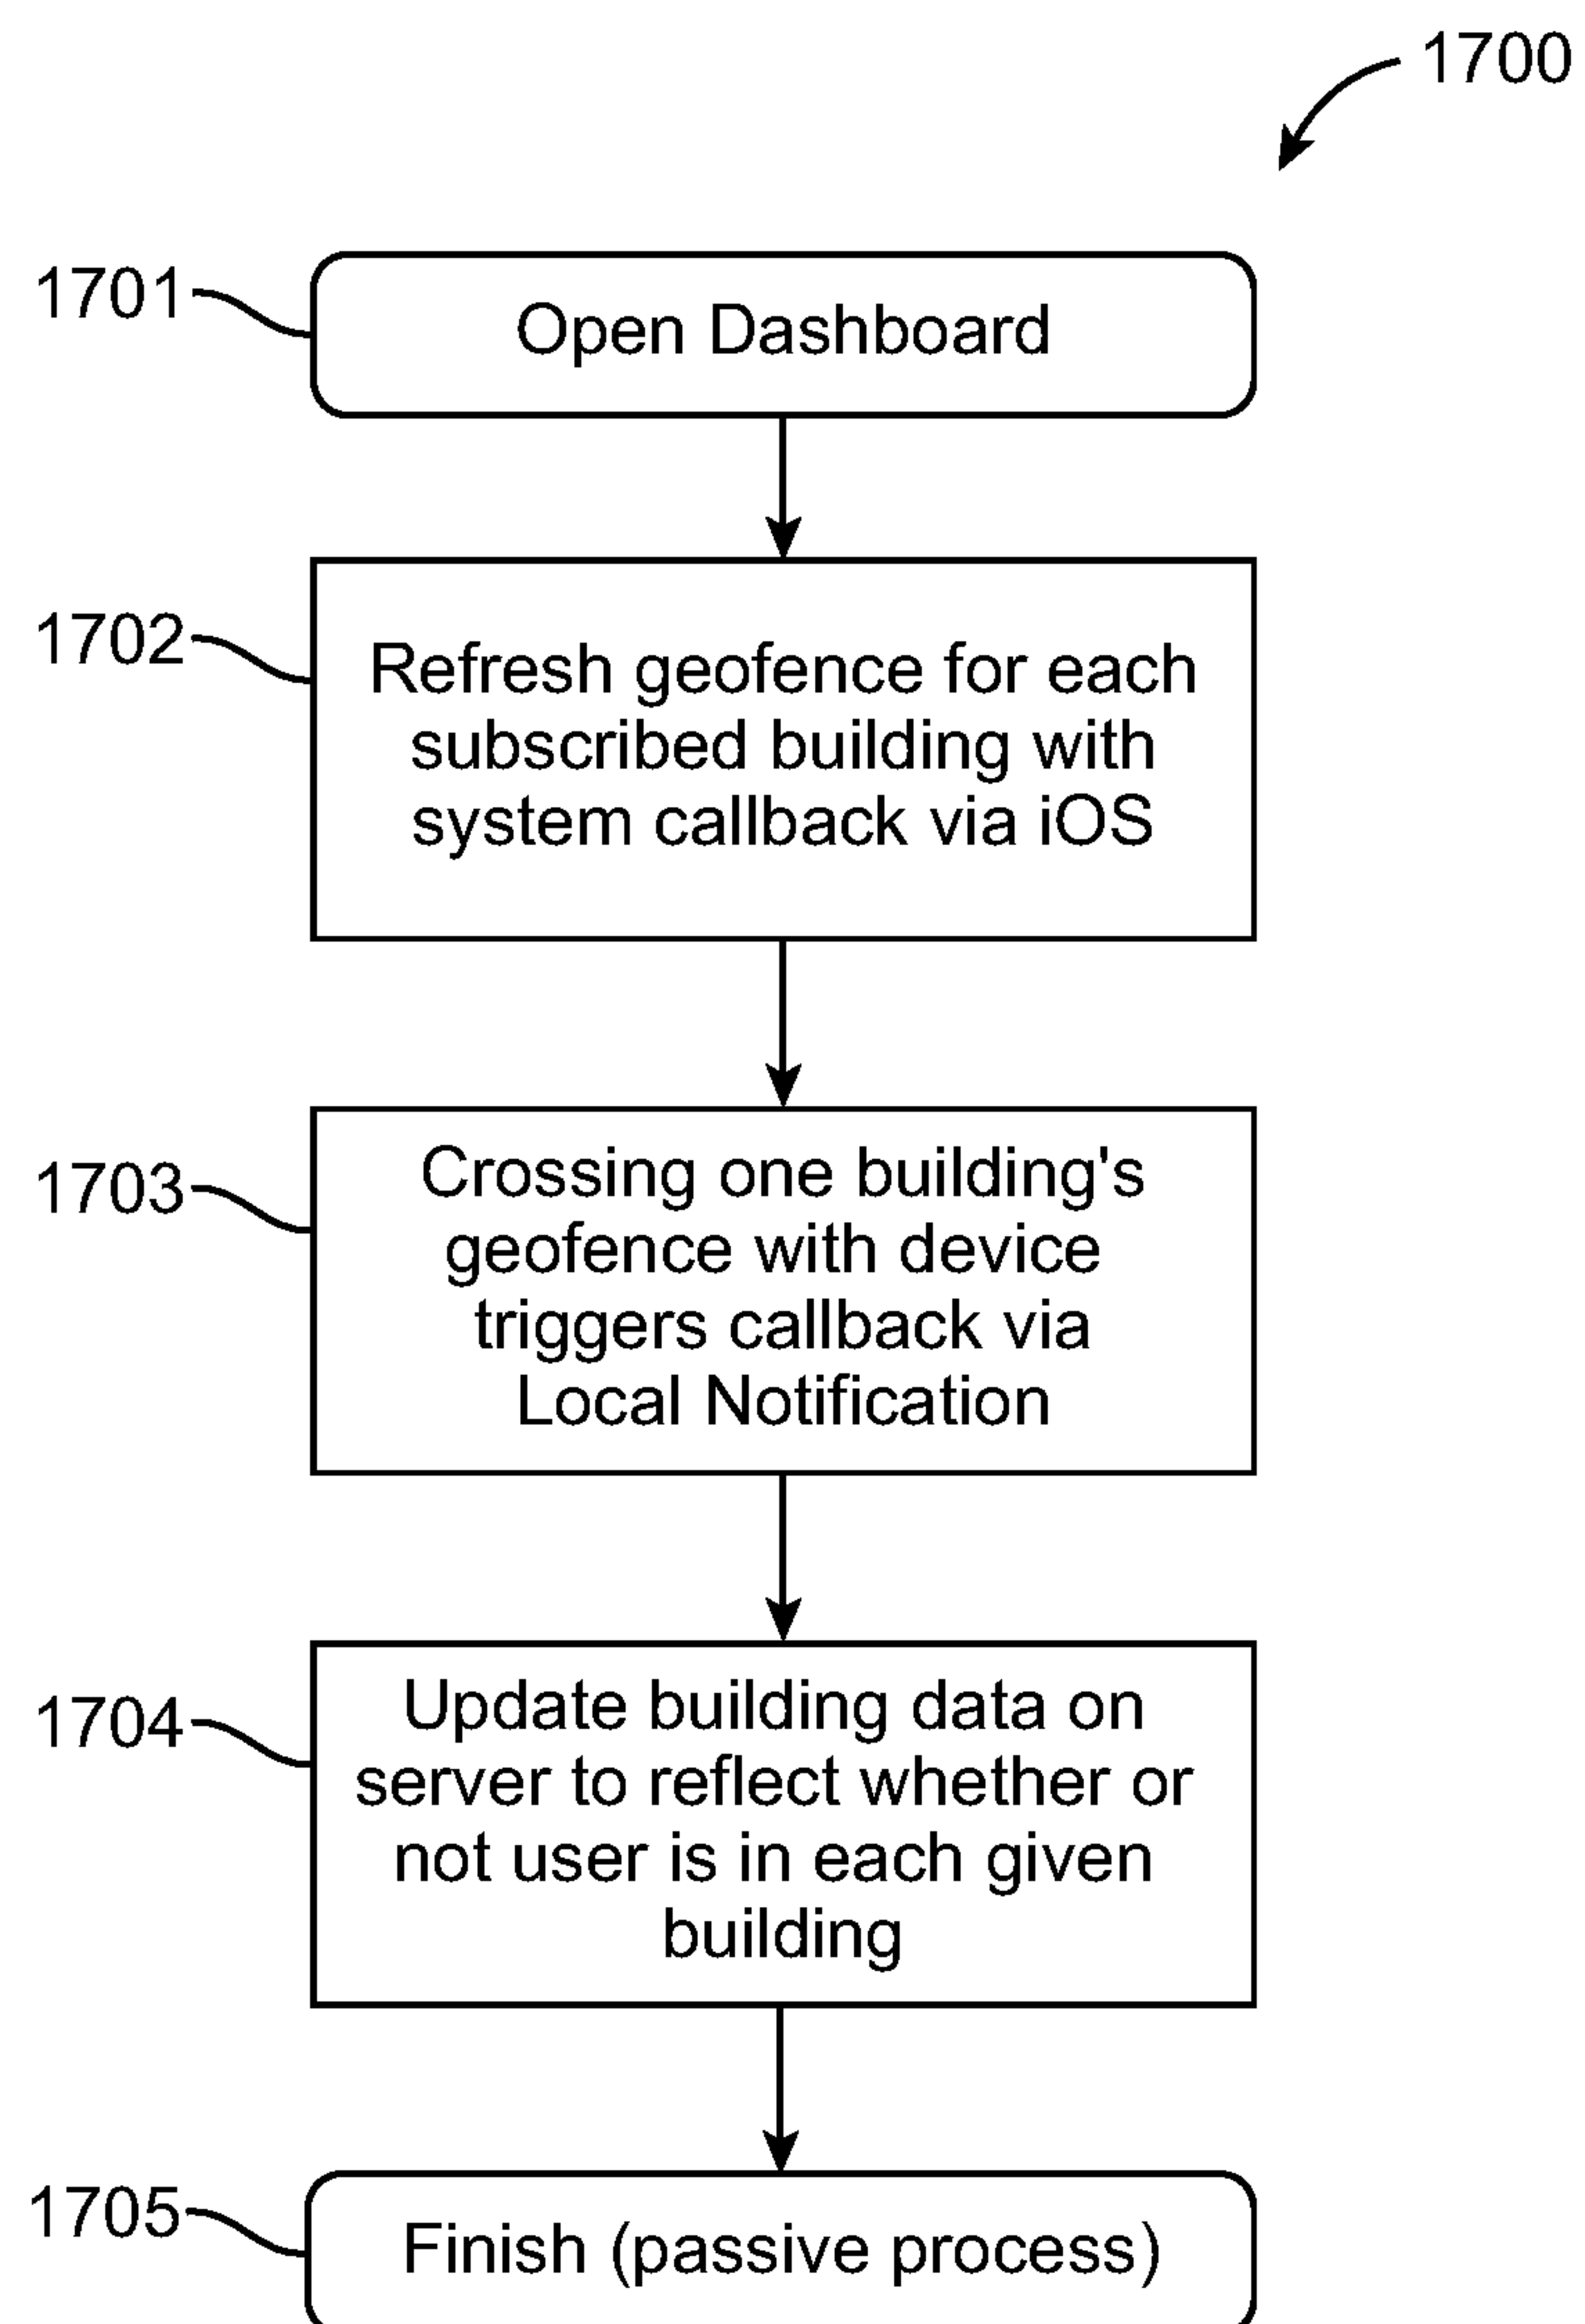 1700
1701
Open Dashboard
1702
Refresh geofence for each
subscribed building with
system callback via iOS
1703
Crossing one building's
geofence with device
triggers callback via
Local Notification
1704
Update building data on
server to reflect whether or
not user is in each given
building
1705
Finish (passive process)